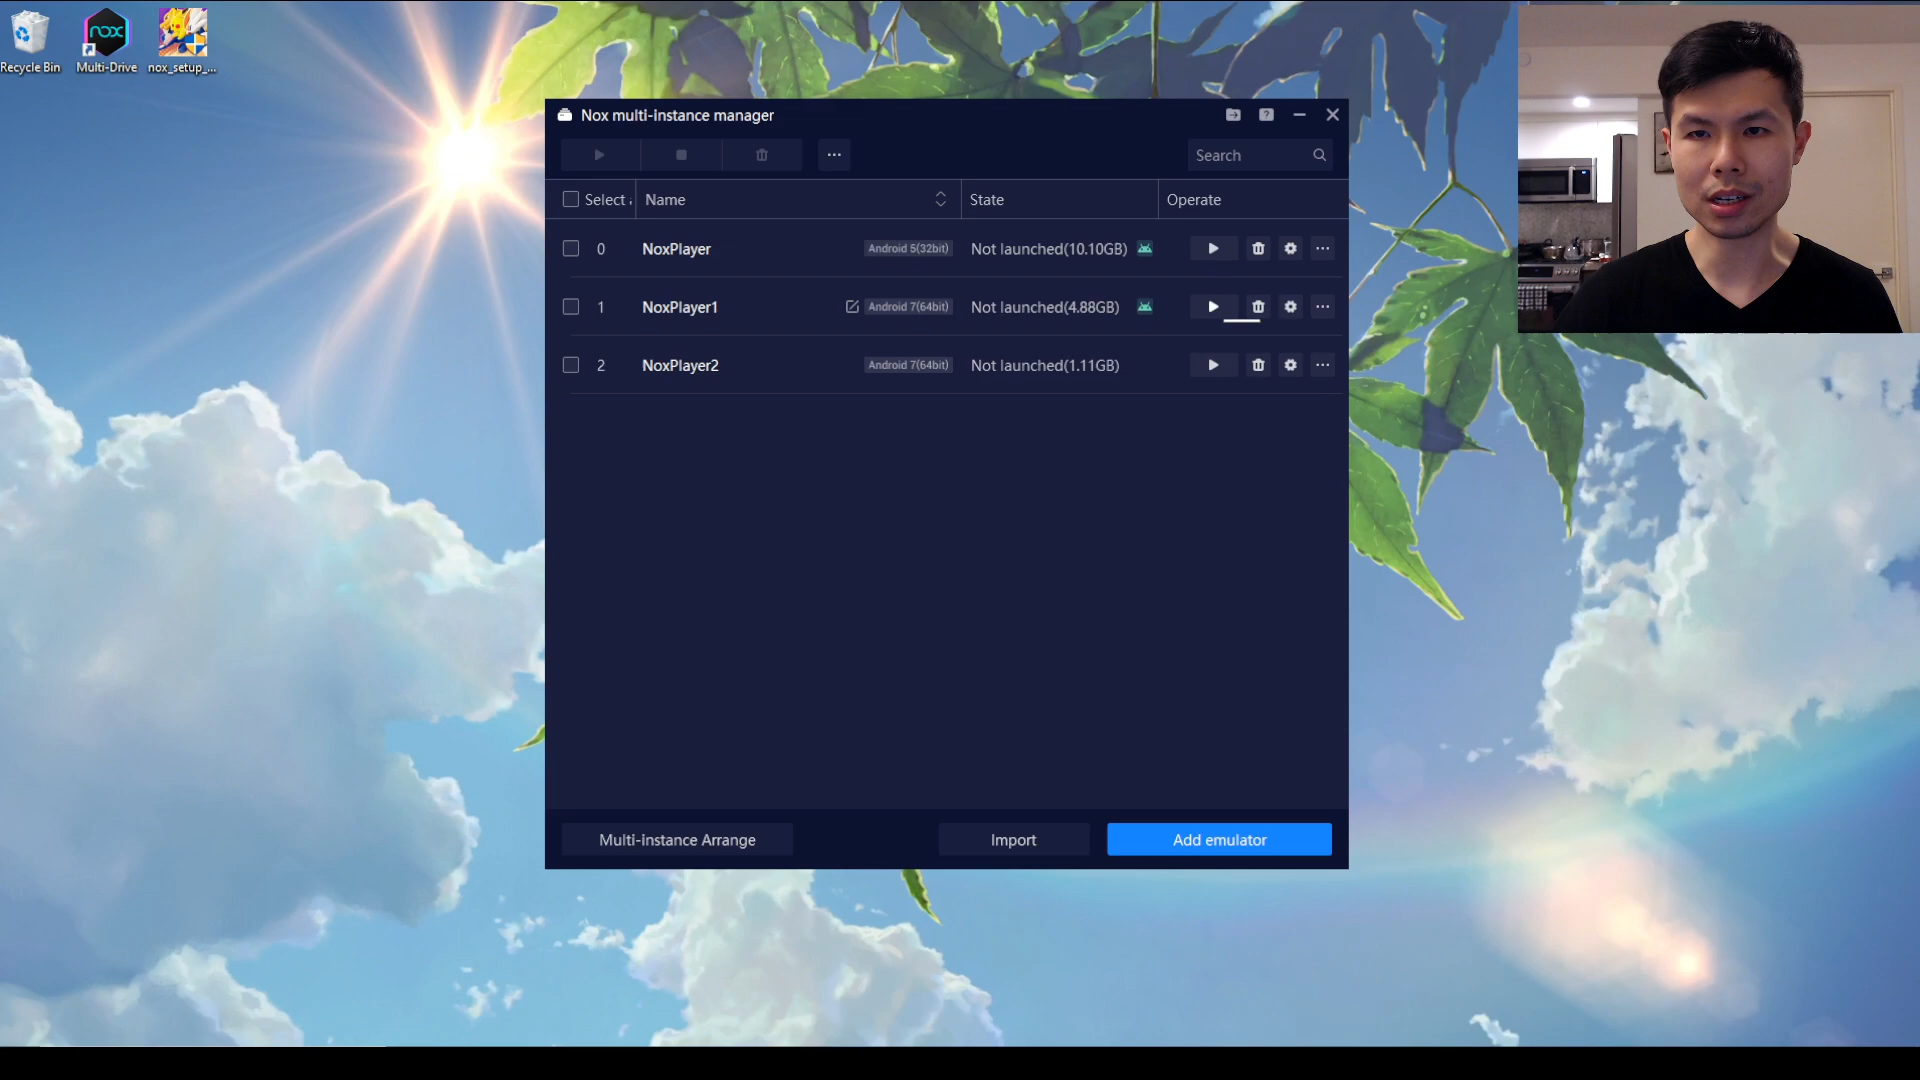 Recycle Bin
Multi-Drive
nox_setup_...
nox
Nox multi-instance manager
Search
Select
Name
State
Operate
0 NoxPlayer Android 5(32bit) Not launched(10.10GB)
1 NoxPlayer1 Android 7(64bit) Not launched(4.88GB)
2 NoxPlayer2 Android 7(64bit) Not launched(1.11GB)
Multi-instance Arrange
Import
Add emulator